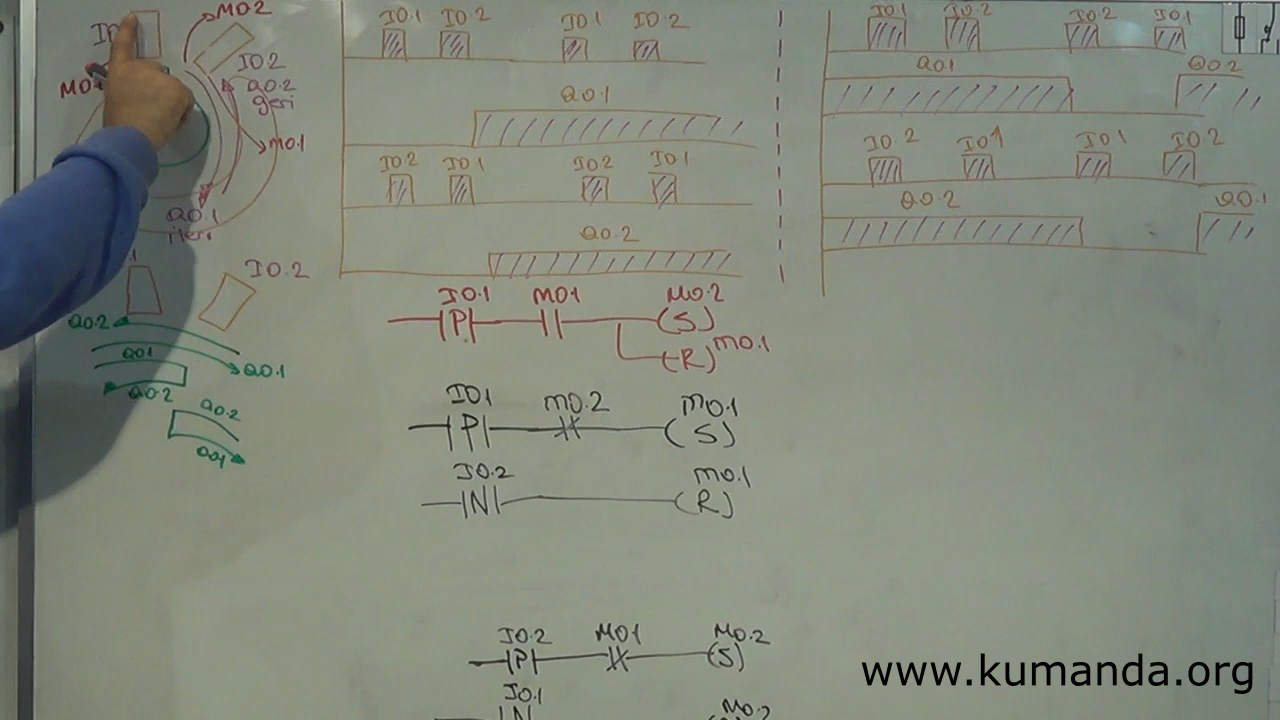 M0.2
I0.2
Q0.2
geri
M0.1
Q0.1
ileri
I0.2
Q0.2
Q0.1
Q0.1
Q0.2
Q0.2
Q0.1
I0.1 I0.2 I0.1 I0.2
Q0.1
I0.2 I0.1 I0.2 I0.1
Q0.2
I0.1 I0.2 I0.2 I0.1
Q0.1 Q0.2
I0.2 I0.1 I0.1 I0.2
Q0.2 Q0.1
I0.1 M0.1 M0.2
P (S)
(R) M0.1
I0.1 M0.2 M0.1
P (S)
I0.2 M0.1
N (R)
I0.2 M0.1 M0.2
P (S)
I0.1
N M0.2
www.kumanda.org